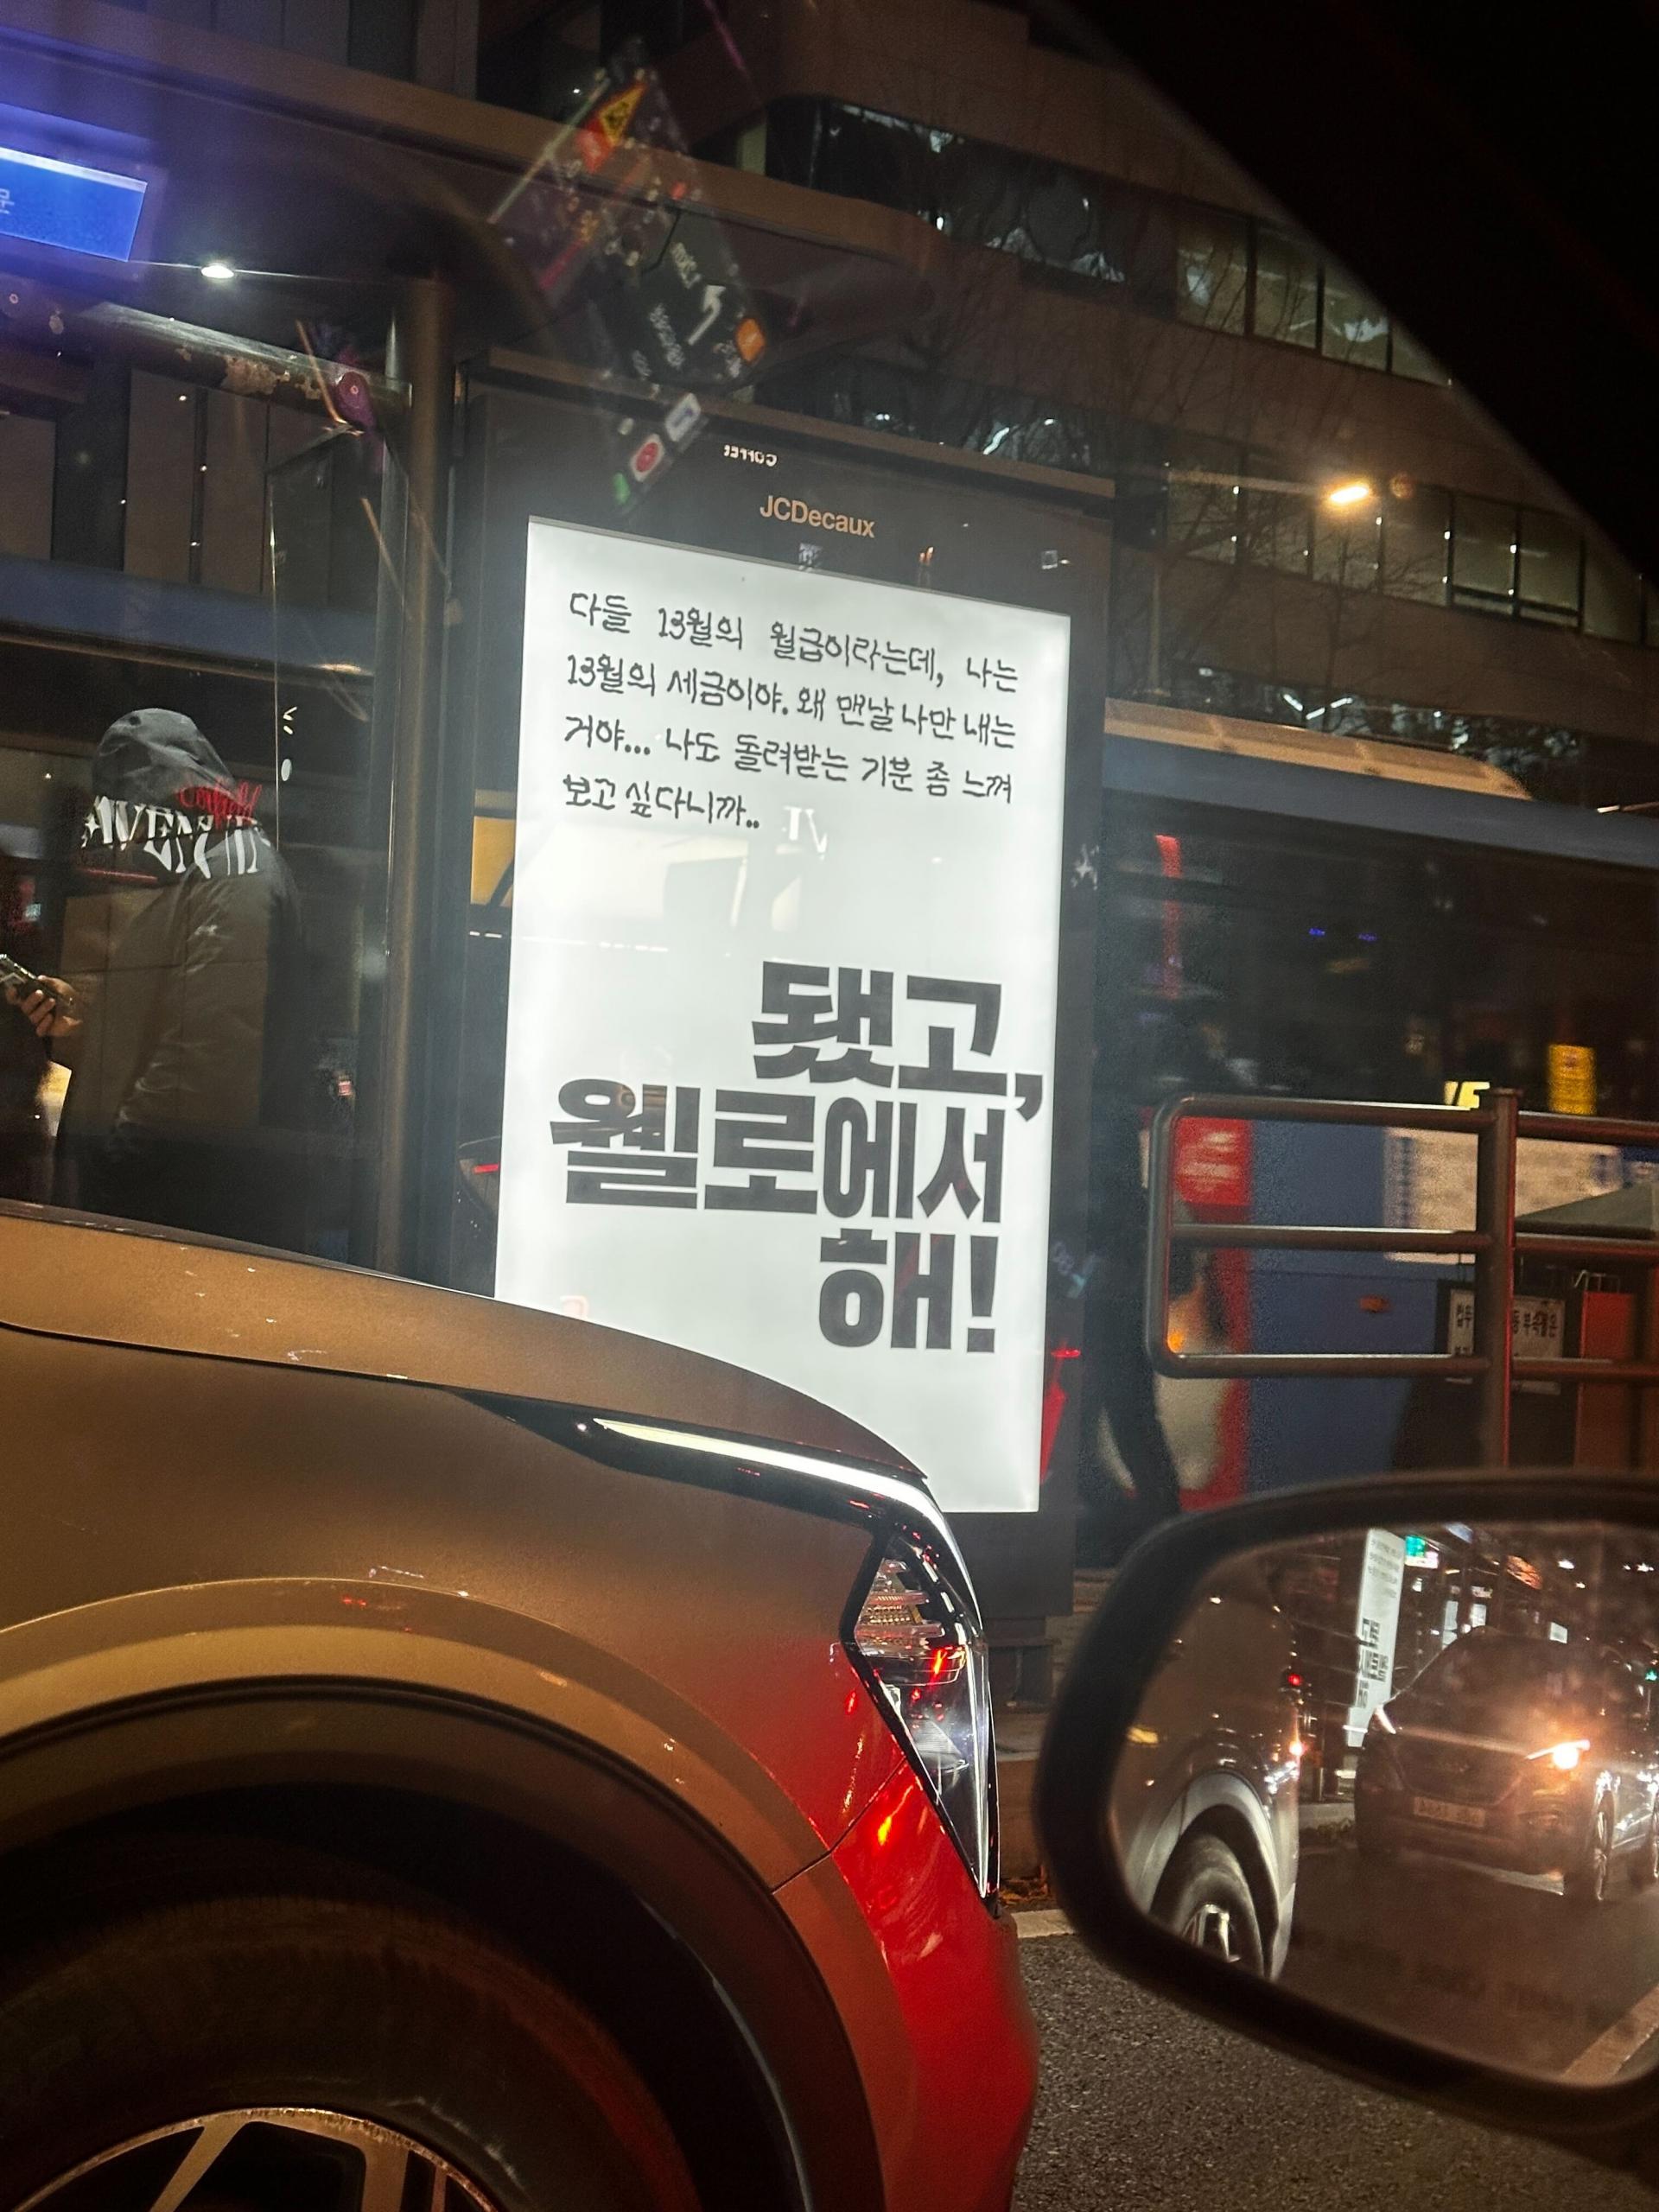 JCDecaux
다들 13월의 월급이라는데, 나는
13월의 세금이야. 왜 맨날 나만 내는
거야... 나도 돌려받는 기분 좀 느껴
보고 싶다니까..
됐고,
웰로에서
해!